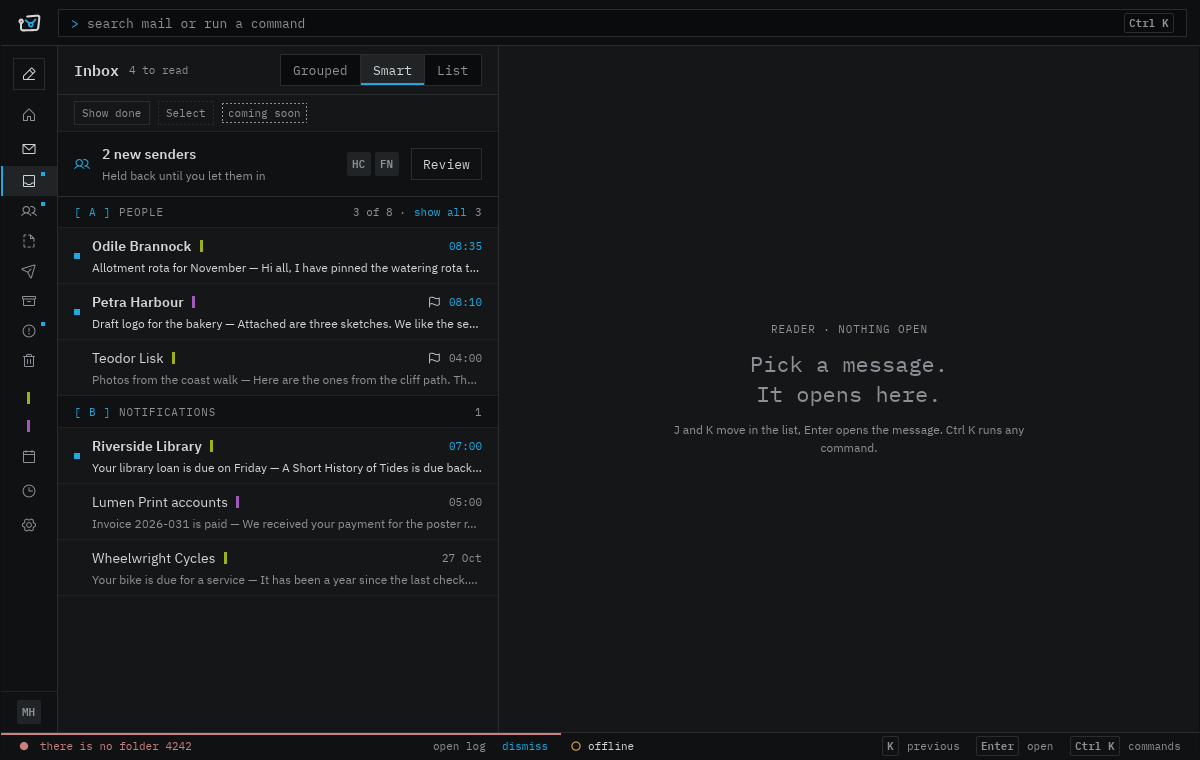 > search mail or run a command Ctrl K
Inbox 4 to read Grouped Smart List
Show done Select coming soon
2 new senders
Held back until you let them in
HC FN Review
[ A ] PEOPLE 3 of 8 · show all 3
Odile Brannock 08:35
Allotment rota for November — Hi all, I have pinned the watering rota t…
Petra Harbour 08:10
Draft logo for the bakery — Attached are three sketches. We like the se…
Teodor Lisk 04:00
Photos from the coast walk — Here are the ones from the cliff path. Th…
[ B ] NOTIFICATIONS 1
Riverside Library 07:00
Your library loan is due on Friday — A Short History of Tides is due back…
Lumen Print accounts 05:00
Invoice 2026-031 is paid — We received your payment for the poster r…
Wheelwright Cycles 27 Oct
Your bike is due for a service — It has been a year since the last check.…
READER · NOTHING OPEN
Pick a message.
It opens here.
J and K move in the list, Enter opens the message. Ctrl K runs any
command.
MH
there is no folder 4242 open log dismiss offline K previous Enter open Ctrl K commands